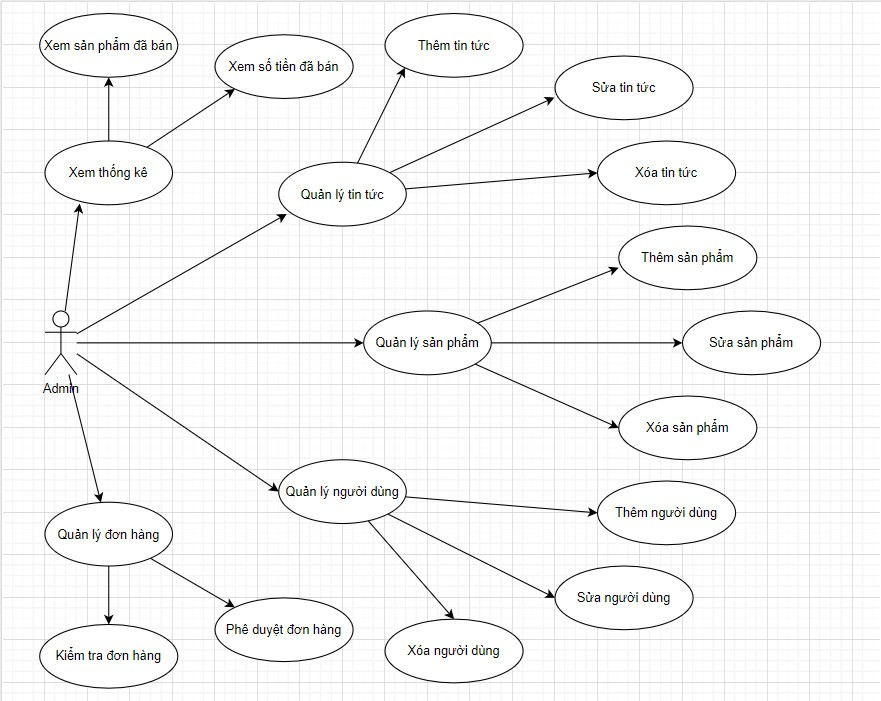 Xem sản phẩm đã bán
Xem số tiền đã bán
Thêm tin tức
Sửa tin tức
Xem thống kê
Quản lý tin tức
Xóa tin tức
Thêm sản phẩm
Quản lý sản phẩm
Sửa sản phẩm
Admin
Xóa sản phẩm
Quản lý người dùng
Thêm người dùng
Quản lý đơn hàng
Sửa người dùng
Phê duyệt đơn hàng
Xóa người dùng
Kiểm tra đơn hàng